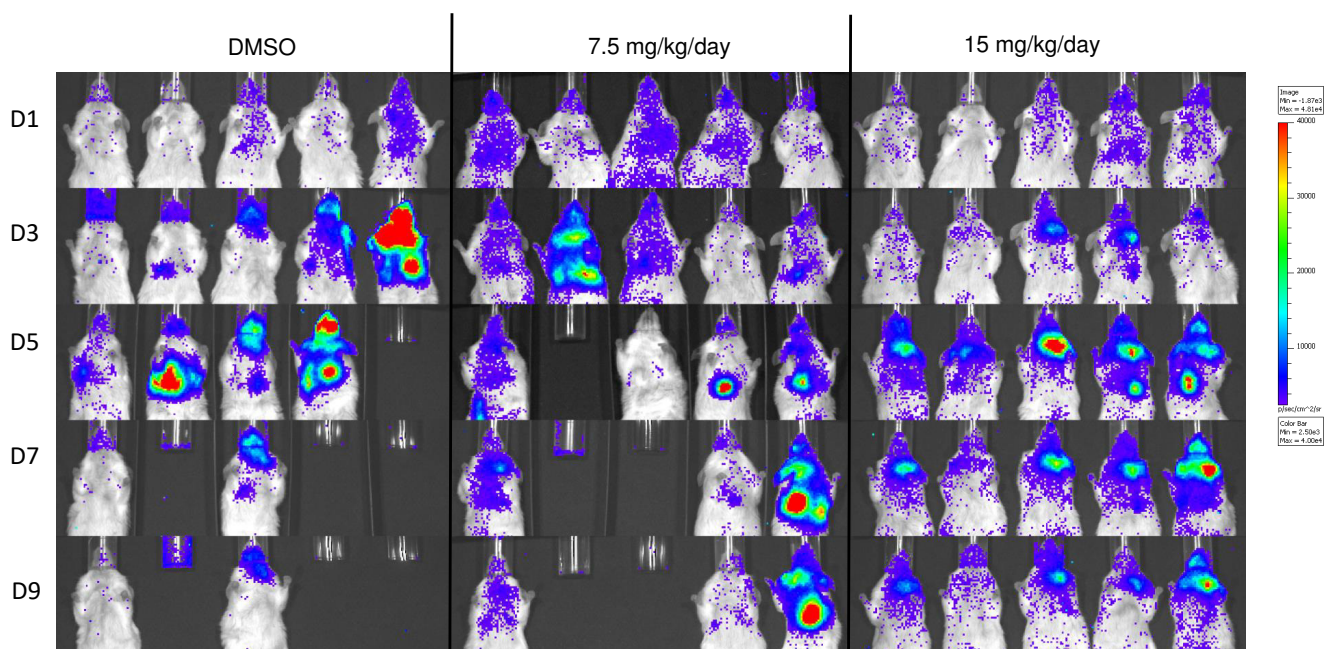 DMSO
7.5 mg/kg/day
15 mg/kg/day
D1
D3
D5
D7
D9
Image
Min = -1.87e3
Max = 4.81e4
40000
30000
20000
10000
p/sec/cm^2/sr
Color Bar
Min = 2.50e3
Max = 4.00e4